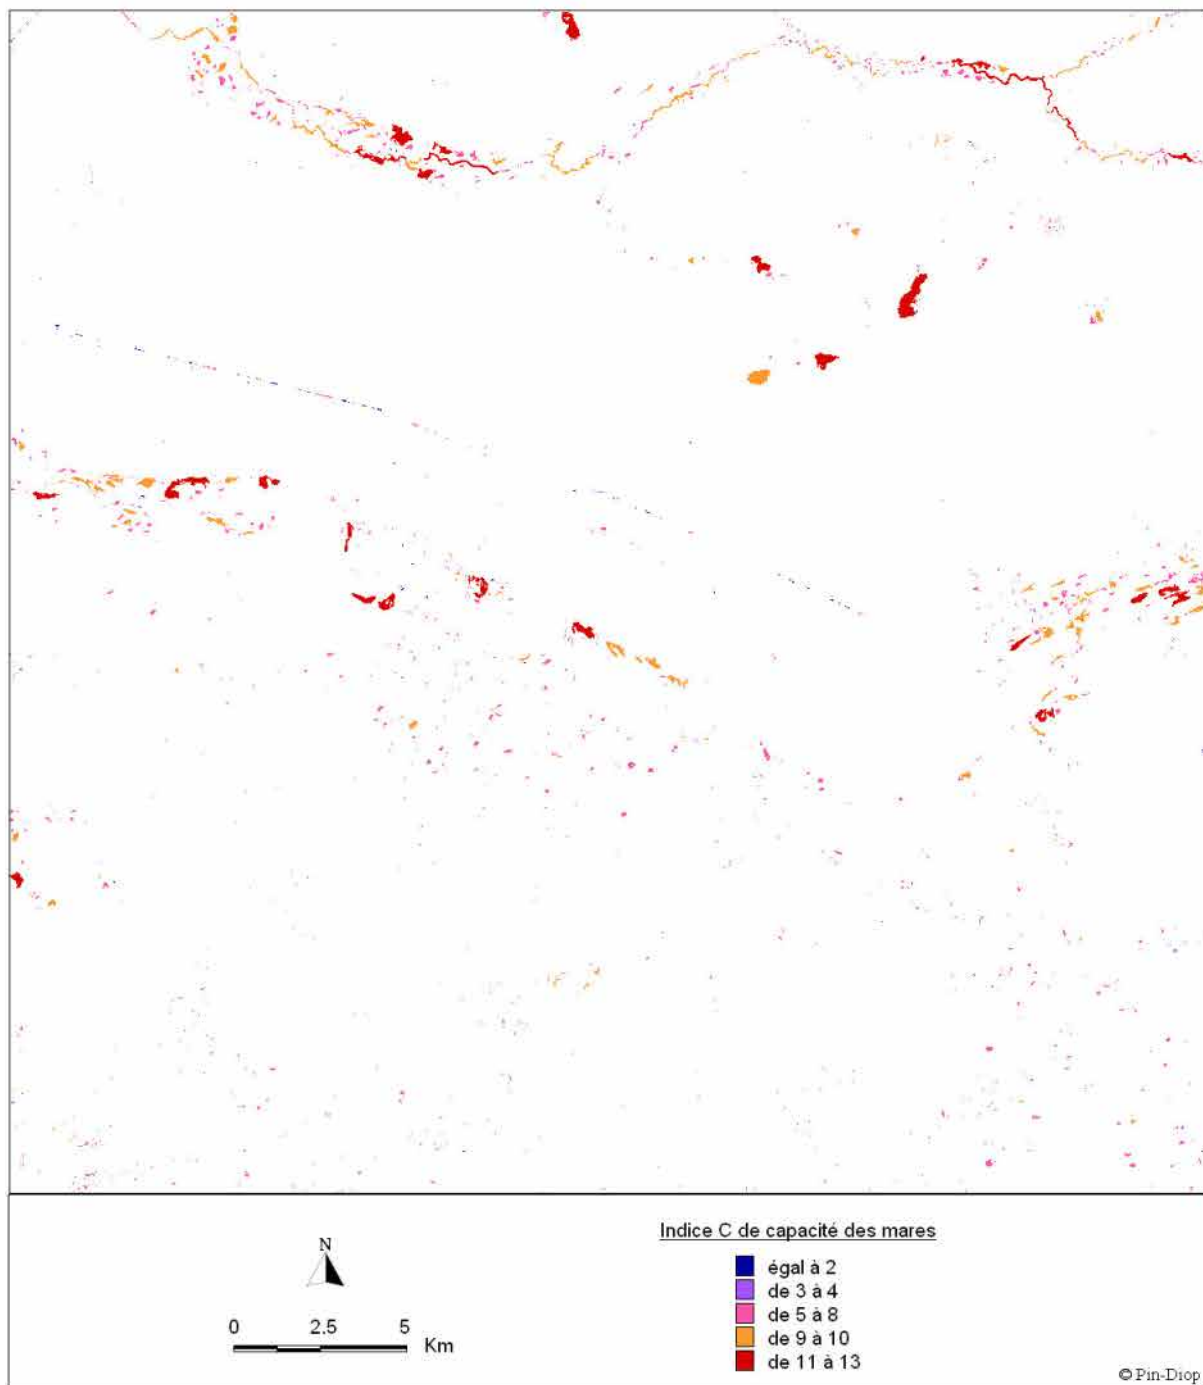 Indice C de capacité des mares
N
égal à 2
de 3 à 4
de 5 à 8
de 9 à 10
de 11 à 13
0 2.5 5
Km
© Pin-Diop